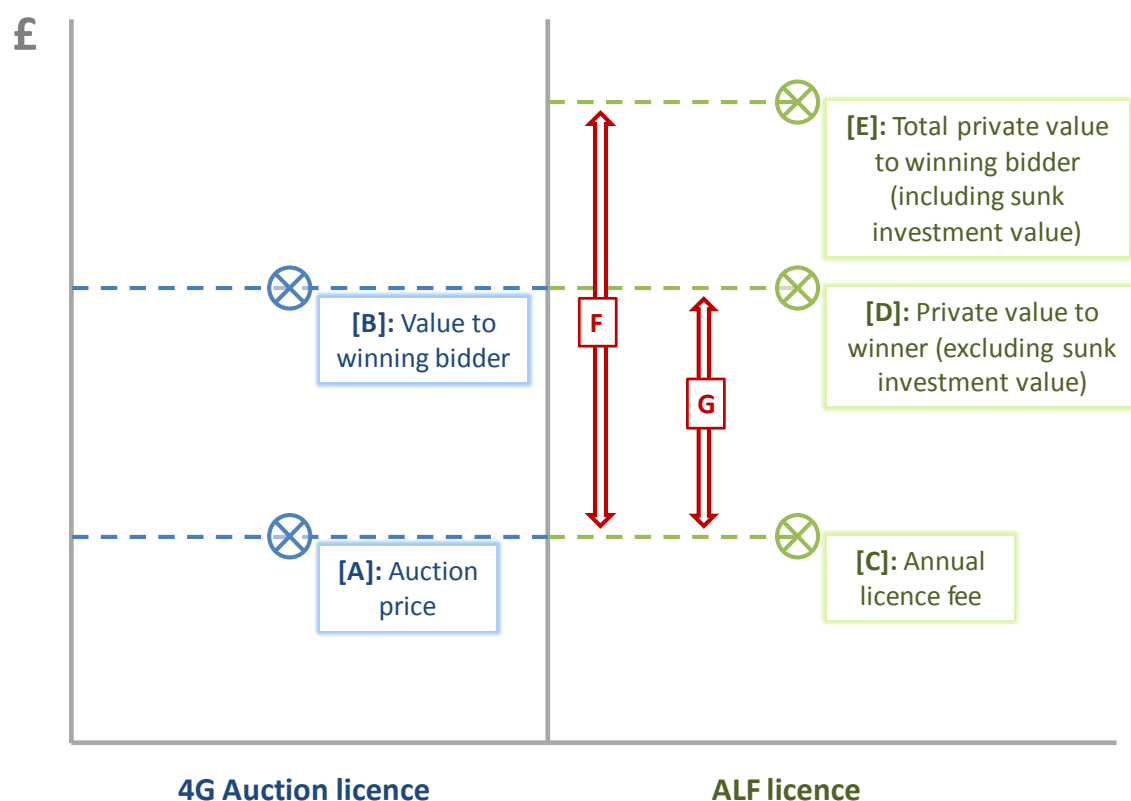 £
[E]: Total private value
to winning bidder
(including sunk
investment value)
[B]: Value to
winning bidder
F
[D]: Private value to
winner (excluding sunk
investment value)
G
[A]: Auction
price
[C]: Annual
licence fee
4G Auction licence
ALF licence